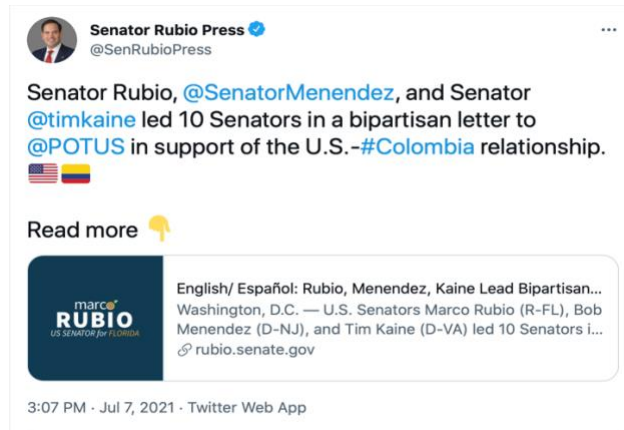 Senator Rubio Press
@SenRubioPress
Senator Rubio, @SenatorMenendez, and Senator
@timkaine led 10 Senators in a bipartisan letter to
@POTUS in support of the U.S.-#Colombia relationship.
Read more
marco
RUBIO
US SENATOR for FLORIDA
English/ Español: Rubio, Menendez, Kaine Lead Bipartisan...
Washington, D.C. — U.S. Senators Marco Rubio (R-FL), Bob
Menendez (D-NJ), and Tim Kaine (D-VA) led 10 Senators i...
rubio.senate.gov
3:07 PM · Jul 7, 2021 · Twitter Web App